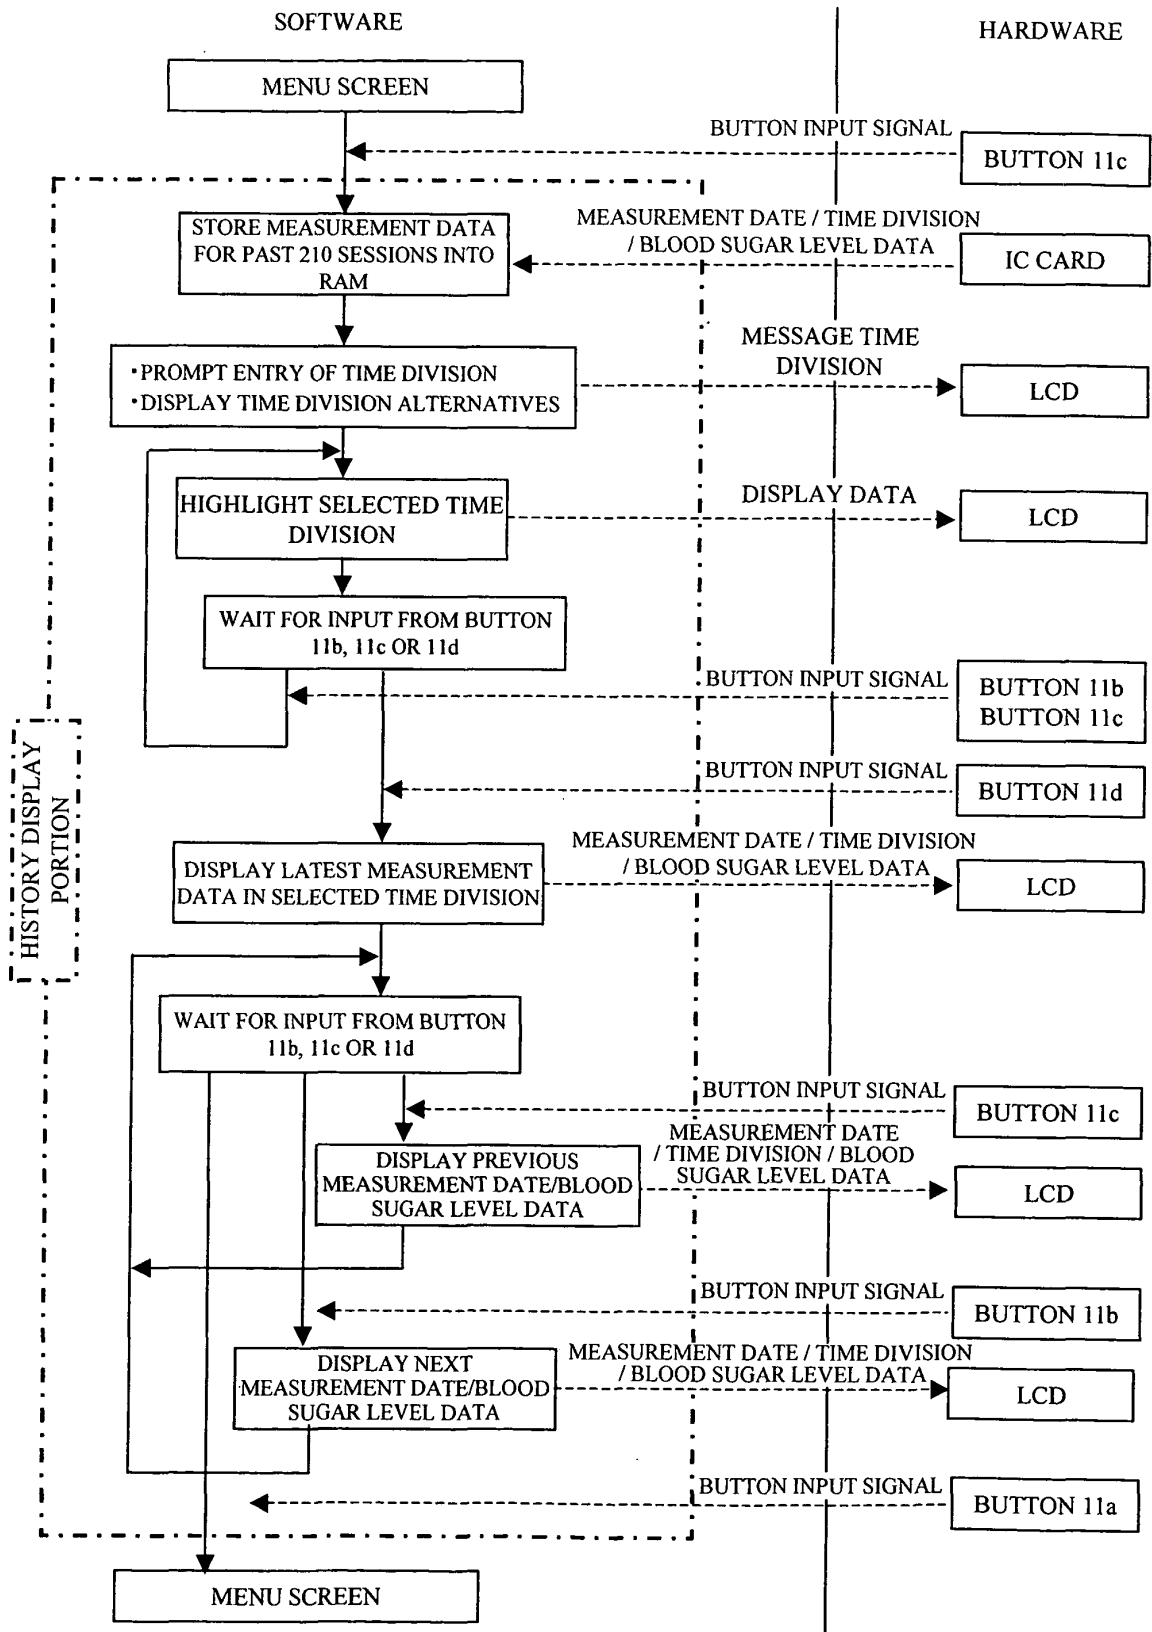 SOFTWARE
HARDWARE
MENU SCREEN
BUTTON INPUT SIGNAL
BUTTON 11c
STORE MEASUREMENT DATA
FOR PAST 210 SESSIONS INTO
RAM
MEASUREMENT DATE / TIME DIVISION
/ BLOOD SUGAR LEVEL DATA
IC CARD
•PROMPT ENTRY OF TIME DIVISION
•DISPLAY TIME DIVISION ALTERNATIVES
MESSAGE TIME
DIVISION
LCD
HIGHLIGHT SELECTED TIME
DIVISION
DISPLAY DATA
LCD
WAIT FOR INPUT FROM BUTTON
11b, 11c OR 11d
BUTTON INPUT SIGNAL
BUTTON 11b
BUTTON 11c
BUTTON INPUT SIGNAL
BUTTON 11d
HISTORY DISPLAY
PORTION
DISPLAY LATEST MEASUREMENT
DATA IN SELECTED TIME DIVISION
MEASUREMENT DATE / TIME DIVISION
/ BLOOD SUGAR LEVEL DATA
LCD
WAIT FOR INPUT FROM BUTTON
11b, 11c OR 11d
BUTTON INPUT SIGNAL
BUTTON 11c
DISPLAY PREVIOUS
MEASUREMENT DATE/BLOOD
SUGAR LEVEL DATA
MEASUREMENT DATE
/ TIME DIVISION / BLOOD
SUGAR LEVEL DATA
LCD
BUTTON INPUT SIGNAL
BUTTON 11b
DISPLAY NEXT
MEASUREMENT DATE/BLOOD
SUGAR LEVEL DATA
MEASUREMENT DATE / TIME DIVISION
/ BLOOD SUGAR LEVEL DATA
LCD
BUTTON INPUT SIGNAL
BUTTON 11a
MENU SCREEN